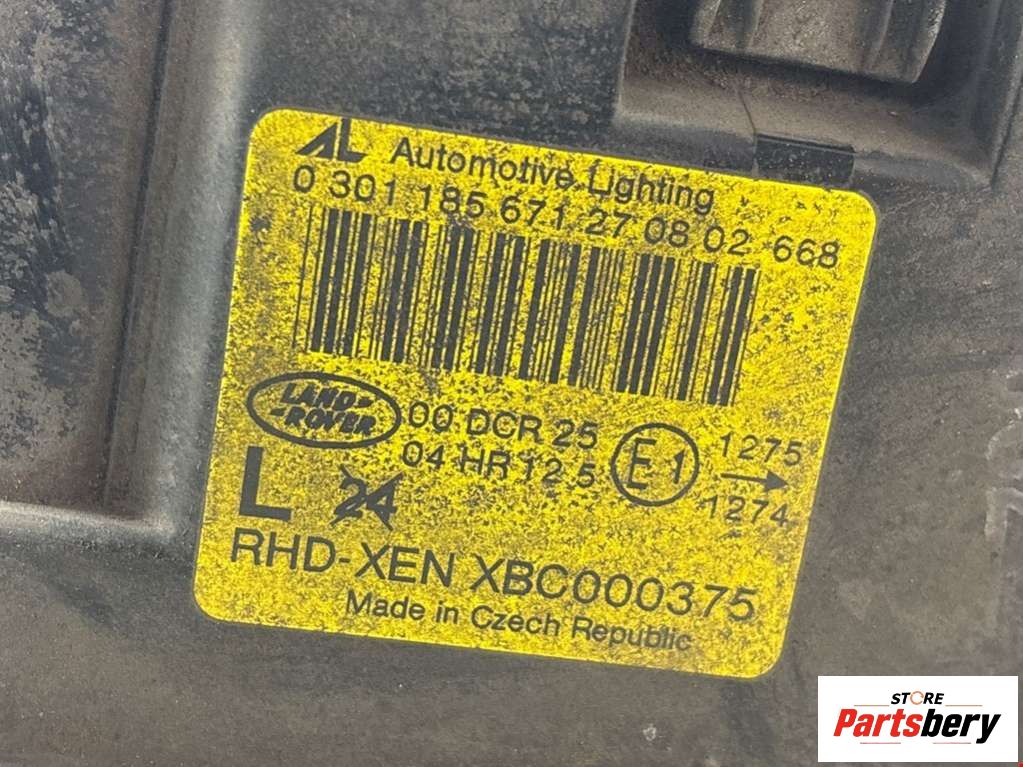 AL Automotive Lighting
0 301 185 671 27 08 02 668
LAND-
-ROVER
00 DCR 25
04 HR 12.5
E1
1275
1274
L 24
RHD-XEN XBC000375
Made in Czech Republic
STORE
Partsbery